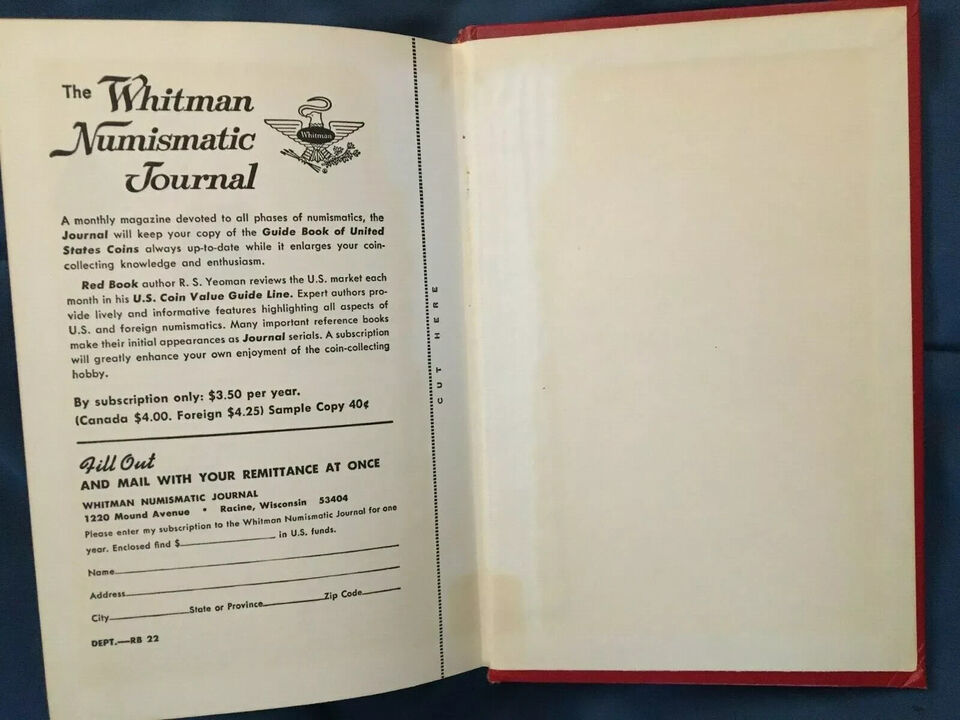 The Whitman
Numismatic
Journal
Whitman
A monthly magazine devoted to all phases of numismatics, the
Journal will keep your copy of the Guide Book of United
States Coins always up-to-date while it enlarges your coin-
collecting knowledge and enthusiasm.
Red Book author R. S. Yeoman reviews the U.S. market each
month in his U.S. Coin Value Guide Line. Expert authors pro-
vide lively and informative features highlighting all aspects of
U.S. and foreign numismatics. Many important reference books
make their initial appearances as Journal serials. A subscription
will greatly enhance your own enjoyment of the coin-collecting
hobby.
By subscription only: $3.50 per year.
(Canada $4.00. Foreign $4.25) Sample Copy 40¢
Fill Out
AND MAIL WITH YOUR REMITTANCE AT ONCE
WHITMAN NUMISMATIC JOURNAL
1220 Mound Avenue • Racine, Wisconsin 53404
Please enter my subscription to the Whitman Numismatic Journal for one
year. Enclosed find $____________ in U.S. funds.
Name____________
Address____________
City____________State or Province____________Zip Code____________
DEPT.—RB 22
CUT HERE